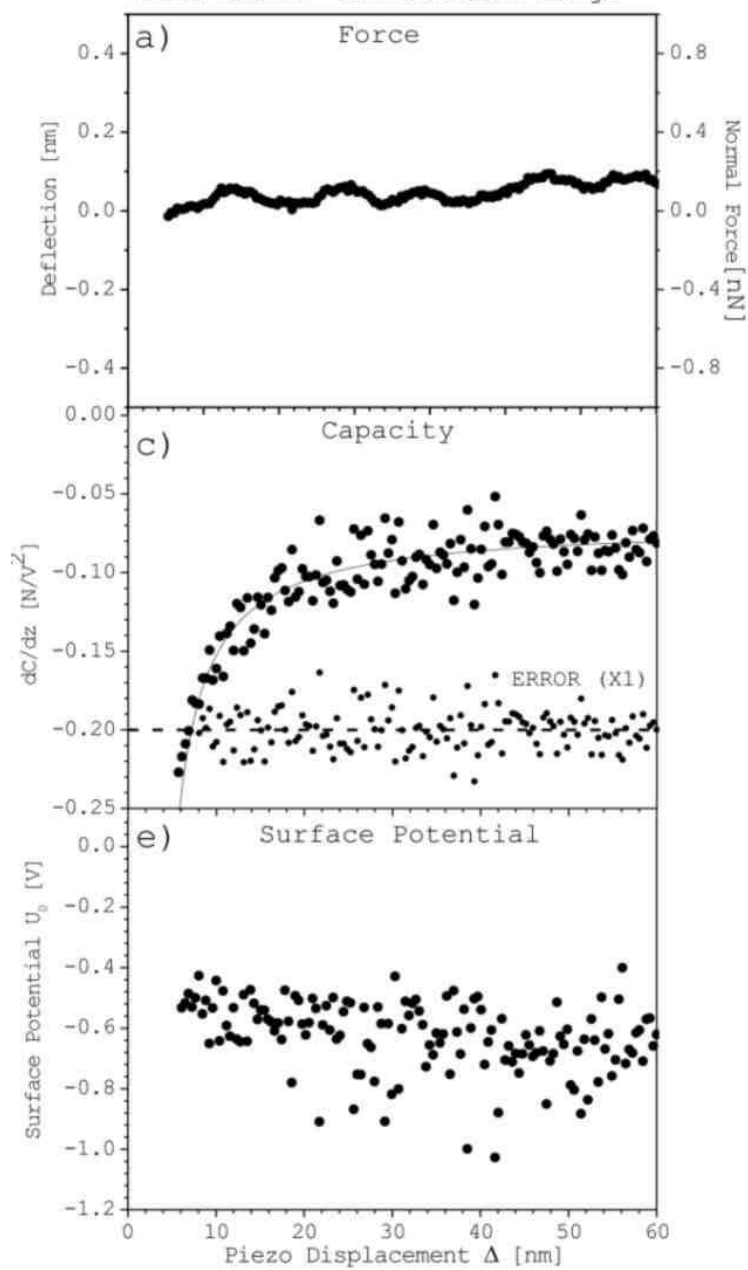 a) Force
0.4
0.2
0.0
-0.2
-0.4
Deflection [nm]
0.8
0.4
0.0
-0.4
-0.8
Normal Force[nN]
c) Capacity
0.00
-0.05
-0.10
-0.15
-0.20
-0.25
dC/dz [N/V²]
ERROR (X1)
e) Surface Potential
0.0
-0.2
-0.4
-0.6
-0.8
-1.0
-1.2
Surface Potential U₀ [V]
0 10 20 30 40 50 60
Piezo Displacement Δ [nm]